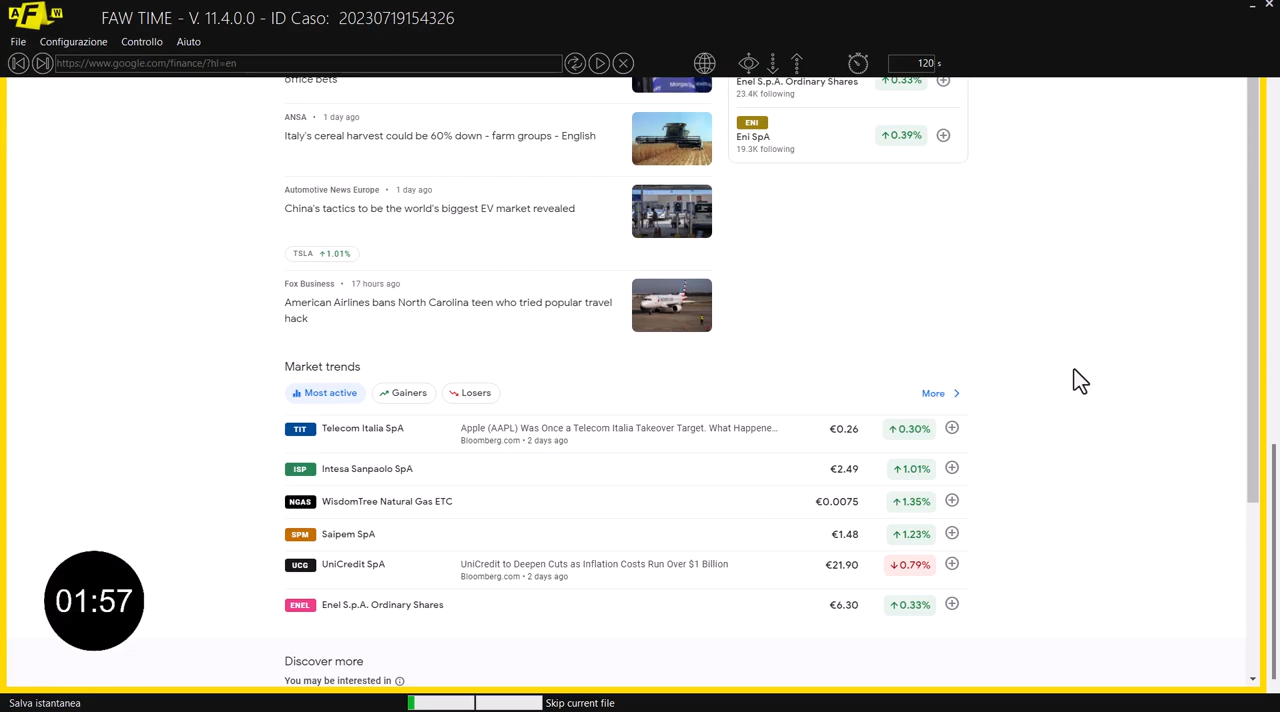 AFW
FAW TIME - V. 11.4.0.0 - ID Caso: 20230719154326
File Configurazione Controllo Aiuto
https://www.google.com/finance/?hl=en
120 s
office bets
Enel S.p.A. Ordinary Shares
↑0.33%
23.4K following
ANSA • 1 day ago
Italy's cereal harvest could be 60% down - farm groups - English
ENI
Eni SpA
↑0.39%
19.3K following
Automotive News Europe • 1 day ago
China's tactics to be the world's biggest EV market revealed
TSLA ↑1.01%
Fox Business • 17 hours ago
American Airlines bans North Carolina teen who tried popular travel
hack
Market trends
Most active Gainers Losers More
TIT Telecom Italia SpA Apple (AAPL) Was Once a Telecom Italia Takeover Target. What Happene… €0.26 ↑0.30%
Bloomberg.com • 2 days ago
ISP Intesa Sanpaolo SpA €2.49 ↑1.01%
NGAS WisdomTree Natural Gas ETC €0.0075 ↑1.35%
SPM Saipem SpA €1.48 ↑1.23%
UCG UniCredit SpA UniCredit to Deepen Cuts as Inflation Costs Run Over $1 Billion €21.90 ↓0.79%
Bloomberg.com • 2 days ago
ENEL Enel S.p.A. Ordinary Shares €6.30 ↑0.33%
01:57
Discover more
You may be interested in
Salva istantanea Skip current file